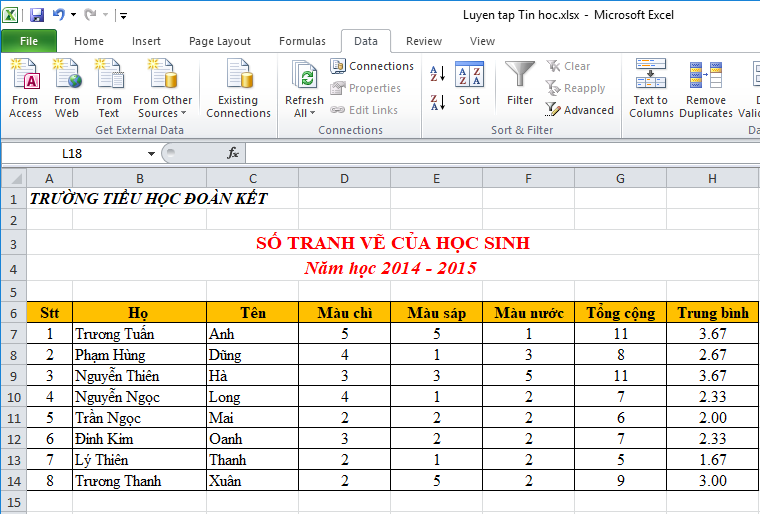 Luyen tap Tin hoc.xlsx - Microsoft Excel
File Home Insert Page Layout Formulas Data Review View
From Access From Web From Text From Other Sources Existing Connections Refresh All Connections Properties Edit Links Sort Filter Clear Reapply Advanced Text to Columns Remove Duplicates
Get External Data Connections Sort & Filter
L18 fx
A B C D E F G H
1 TRƯỜNG TIỂU HỌC ĐOÀN KẾT
2
3 SỐ TRANH VẼ CỦA HỌC SINH
4 Năm học 2014 - 2015
5
6 Stt Họ Tên Màu chì Màu sáp Màu nước Tổng cộng Trung bình
7 1 Trương Tuấn Anh 5 5 1 11 3.67
8 2 Phạm Hùng Dũng 4 1 3 8 2.67
9 3 Nguyễn Thiên Hà 3 3 5 11 3.67
10 4 Nguyễn Ngọc Long 4 1 2 7 2.33
11 5 Trần Ngọc Mai 2 2 2 6 2.00
12 6 Đinh Kim Oanh 3 2 2 7 2.33
13 7 Lý Thiên Thanh 2 1 2 5 1.67
14 8 Trương Thanh Xuân 2 5 2 9 3.00
15